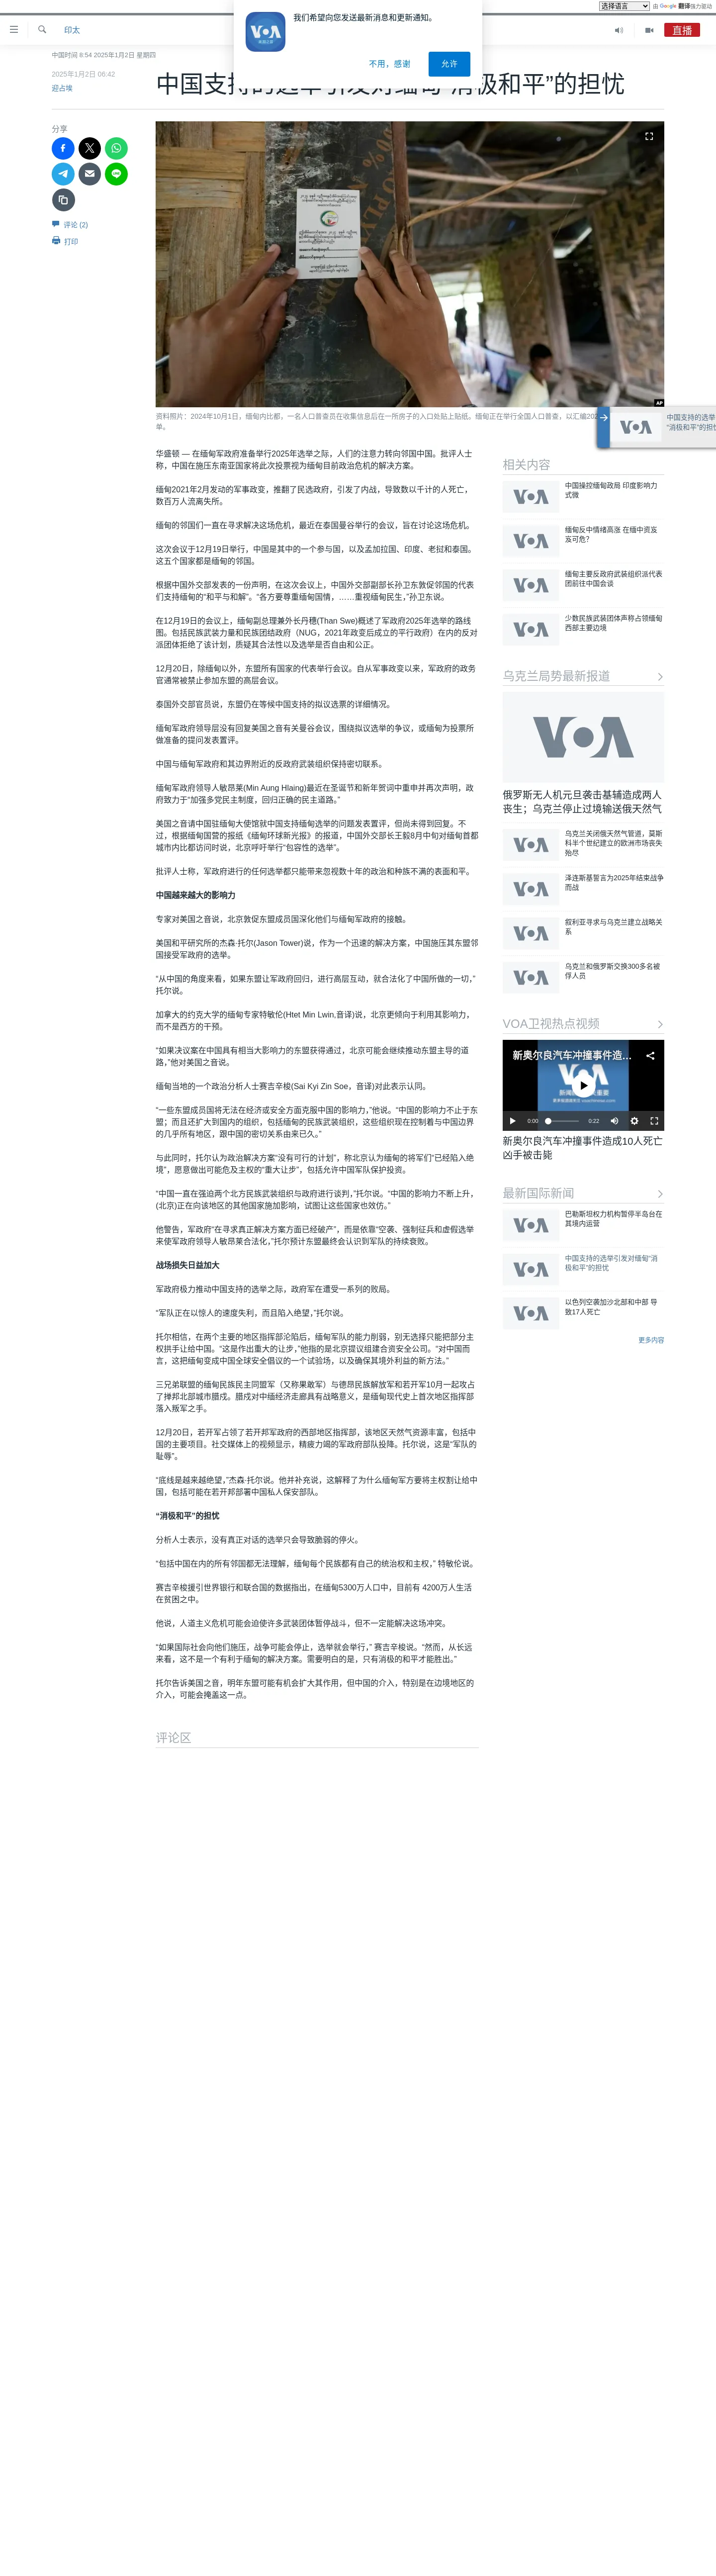 选择语言
由 Google 翻译强力驱动
我们希望向您发送最新消息和更新通知。
不用，感谢
允许
印太
直播
中国时间 8:54 2025年1月2日 星期四
2025年1月2日 06:42
迎占埃
中国支持的选举引发对缅甸“消极和平”的担忧
分享
评论 (2)
打印
AP
资料照片：2024年10月1日，缅甸内比都，一名人口普查员在收集信息后在一所房子的入口处贴上贴纸。缅甸正在举行全国人口普查，以汇编202
单。
中国支持的选举
“消极和平”的担忧
华盛顿 — 在缅甸军政府准备举行2025年选举之际，人们的注意力转向邻国中国。批评人士
称，中国在施压东南亚国家将此次投票视为缅甸目前政治危机的解决方案。
缅甸2021年2月发动的军事政变，推翻了民选政府，引发了内战，导致数以千计的人死亡，
数百万人流离失所。
缅甸的邻国们一直在寻求解决这场危机，最近在泰国曼谷举行的会议，旨在讨论这场危机。
这次会议于12月19日举行，中国是其中的一个参与国，以及孟加拉国、印度、老挝和泰国。
这五个国家都是缅甸的邻国。
根据中国外交部发表的一份声明，在这次会议上，中国外交部副部长孙卫东敦促邻国的代表
们支持缅甸的“和平与和解”。“各方要尊重缅甸国情，……重视缅甸民生，”孙卫东说。
在12月19日的会议上，缅甸副总理兼外长丹穗(Than Swe)概述了军政府2025年选举的路线
图。包括民族武装力量和民族团结政府（NUG，2021年政变后成立的平行政府）在内的反对
派团体拒绝了该计划，质疑其合法性以及选举是否自由和公正。
12月20日，除缅甸以外，东盟所有国家的代表举行会议。自从军事政变以来，军政府的政务
官通常被禁止参加东盟的高层会议。
泰国外交部官员说，东盟仍在等候中国支持的拟议选票的详细情况。
缅甸军政府领导层没有回复美国之音有关曼谷会议，围绕拟议选举的争议，或缅甸为投票所
做准备的提问发表置评。
中国与缅甸军政府和其边界附近的反政府武装组织保持密切联系。
缅甸军政府领导人敏昂莱(Min Aung Hlaing)最近在圣诞节和新年贺词中重申并再次声明，政
府致力于“加强多党民主制度，回归正确的民主道路。”
美国之音请中国驻缅甸大使馆就中国支持缅甸选举的问题发表置评，但尚未得到回复。不
过，根据缅甸国营的报纸《缅甸环球新光报》的报道，中国外交部长王毅8月中旬对缅甸首都
城市内比都访问时说，北京呼吁举行“包容性的选举”。
批评人士称，军政府进行的任何选举都只能带来忽视数十年的政治和种族不满的表面和平。
中国越来越大的影响力
专家对美国之音说，北京敦促东盟成员国深化他们与缅甸军政府的接触。
美国和平研究所的杰森·托尔(Jason Tower)说，作为一个迅速的解决方案，中国施压其东盟邻
国接受军政府的选举。
“从中国的角度来看，如果东盟让军政府回归，进行高层互动，就合法化了中国所做的一切，”
托尔说。
加拿大的约克大学的缅甸专家特敏伦(Htet Min Lwin,音译)说，北京更倾向于利用其影响力，
而不是西方的干预。
“如果决议案在中国具有相当大影响力的东盟获得通过，北京可能会继续推动东盟主导的道
路，”他对美国之音说。
缅甸当地的一个政治分析人士赛吉辛梭(Sai Kyi Zin Soe，音译)对此表示认同。
“一些东盟成员国将无法在经济或安全方面克服中国的影响力，”他说。“中国的影响力不止于东
盟；而且还扩大到国内的组织，包括缅甸的民族武装组织，这些组织现在控制着与中国边界
的几乎所有地区，跟中国的密切关系由来已久。”
与此同时，托尔认为政治解决方案“没有可行的计划”，称北京认为缅甸的将军们“已经陷入绝
境”，愿意做出可能危及主权的“重大让步”，包括允许中国军队保护投资。
“中国一直在强迫两个北方民族武装组织与政府进行谈判，”托尔说。“中国的影响力不断上升，
(北京)正在向该地区的其他国家施加影响，试图让这些国家也效仿。”
他警告，军政府“在寻求真正解决方案方面已经破产”，而是依靠“空袭、强制征兵和虚假选举
来使军政府领导人敏昂莱合法化，”托尔预计东盟最终会认识到军队的持续衰败。
战场损失日益加大
军政府极力推动中国支持的选举之际，政府军在遭受一系列的败局。
“军队正在以惊人的速度失利，而且陷入绝望，”托尔说。
托尔相信，在两个主要的地区指挥部沦陷后，缅甸军队的能力削弱，别无选择只能把部分主
权拱手让给中国。“这是作出重大的让步，”他指的是北京提议组建合资安全公司。“对中国而
言，这把缅甸变成中国全球安全倡议的一个试验场，以及确保其境外利益的新方法。”
三兄弟联盟的缅甸民族民主同盟军（又称果敢军）与德昂民族解放军和若开军10月一起攻占
了掸邦北部城市腊戍。腊戍对中缅经济走廊具有战略意义，是缅甸现代史上首次地区指挥部
落入叛军之手。
12月20日，若开军占领了若开邦军政府的西部地区指挥部，该地区天然气资源丰富，包括中
国的主要项目。社交媒体上的视频显示，精疲力竭的军政府部队投降。托尔说，这是“军队的
耻辱”。
“底线是越来越绝望，”杰森·托尔说。他并补充说，这解释了为什么缅甸军方要将主权割让给中
国，包括可能在若开邦部署中国私人保安部队。
“消极和平”的担忧
分析人士表示，没有真正对话的选举只会导致脆弱的停火。
“包括中国在内的所有邻国都无法理解，缅甸每个民族都有自己的统治权和主权，” 特敏伦说。
赛吉辛梭援引世界银行和联合国的数据指出，在缅甸5300万人口中，目前有 4200万人生活
在贫困之中。
他说，人道主义危机可能会迫使许多武装团体暂停战斗，但不一定能解决这场冲突。
“如果国际社会向他们施压，战争可能会停止，选举就会举行，” 赛吉辛梭说。“然而，从长远
来看，这不是一个有利于缅甸的解决方案。需要明白的是，只有消极的和平才能胜出。”
托尔告诉美国之音，明年东盟可能有机会扩大其作用，但中国的介入，特别是在边境地区的
介入，可能会掩盖这一点。
评论区
相关内容
中国操控缅甸政局 印度影响力
式微
缅甸反中情绪高涨 在缅中资岌
岌可危?
缅甸主要反政府武装组织派代表
团前往中国会谈
少数民族武装团体声称占领缅甸
西部主要边境
乌克兰局势最新报道
俄罗斯无人机元旦袭击基辅造成两人
丧生；乌克兰停止过境输送俄天然气
乌克兰关闭俄天然气管道，莫斯
科半个世纪建立的欧洲市场丧失
殆尽
泽连斯基誓言为2025年结束战争
而战
叙利亚寻求与乌克兰建立战略关
系
乌克兰和俄罗斯交换300多名被
俘人员
VOA卫视热点视频
新奥尔良汽车冲撞事件造…
0:00
0:22
新奥尔良汽车冲撞事件造成10人死亡
凶手被击毙
最新国际新闻
巴勒斯坦权力机构暂停半岛台在
其境内运营
中国支持的选举引发对缅甸“消
极和平”的担忧
以色列空袭加沙北部和中部 导
致17人死亡
更多内容